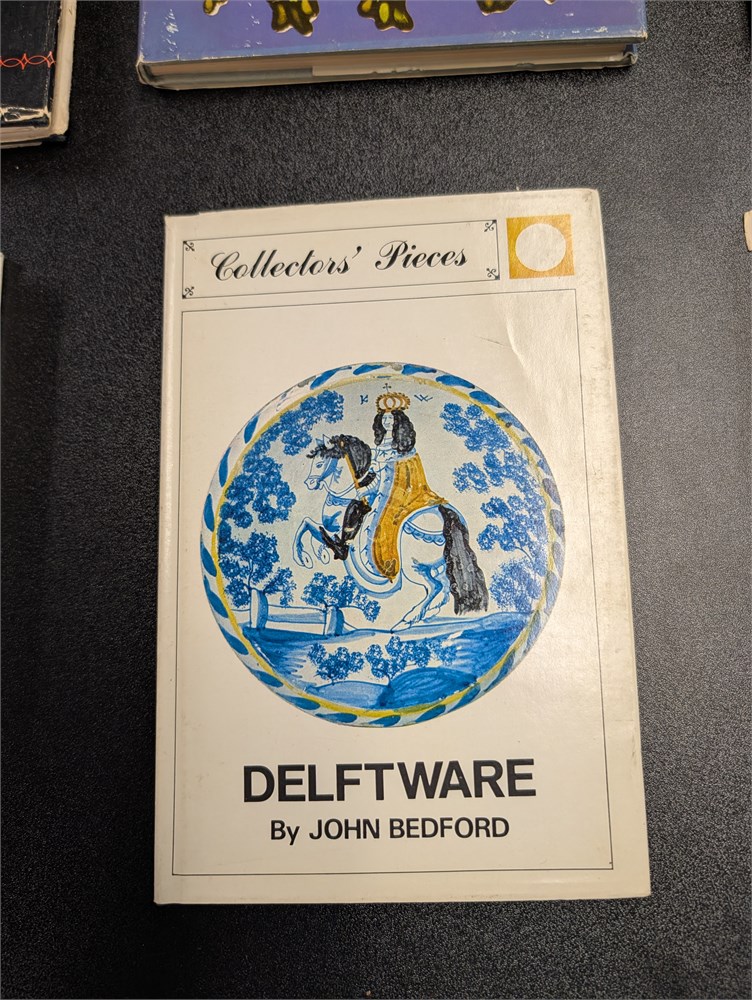 Collectors' Pieces
K W
DELFTWARE
By JOHN BEDFORD